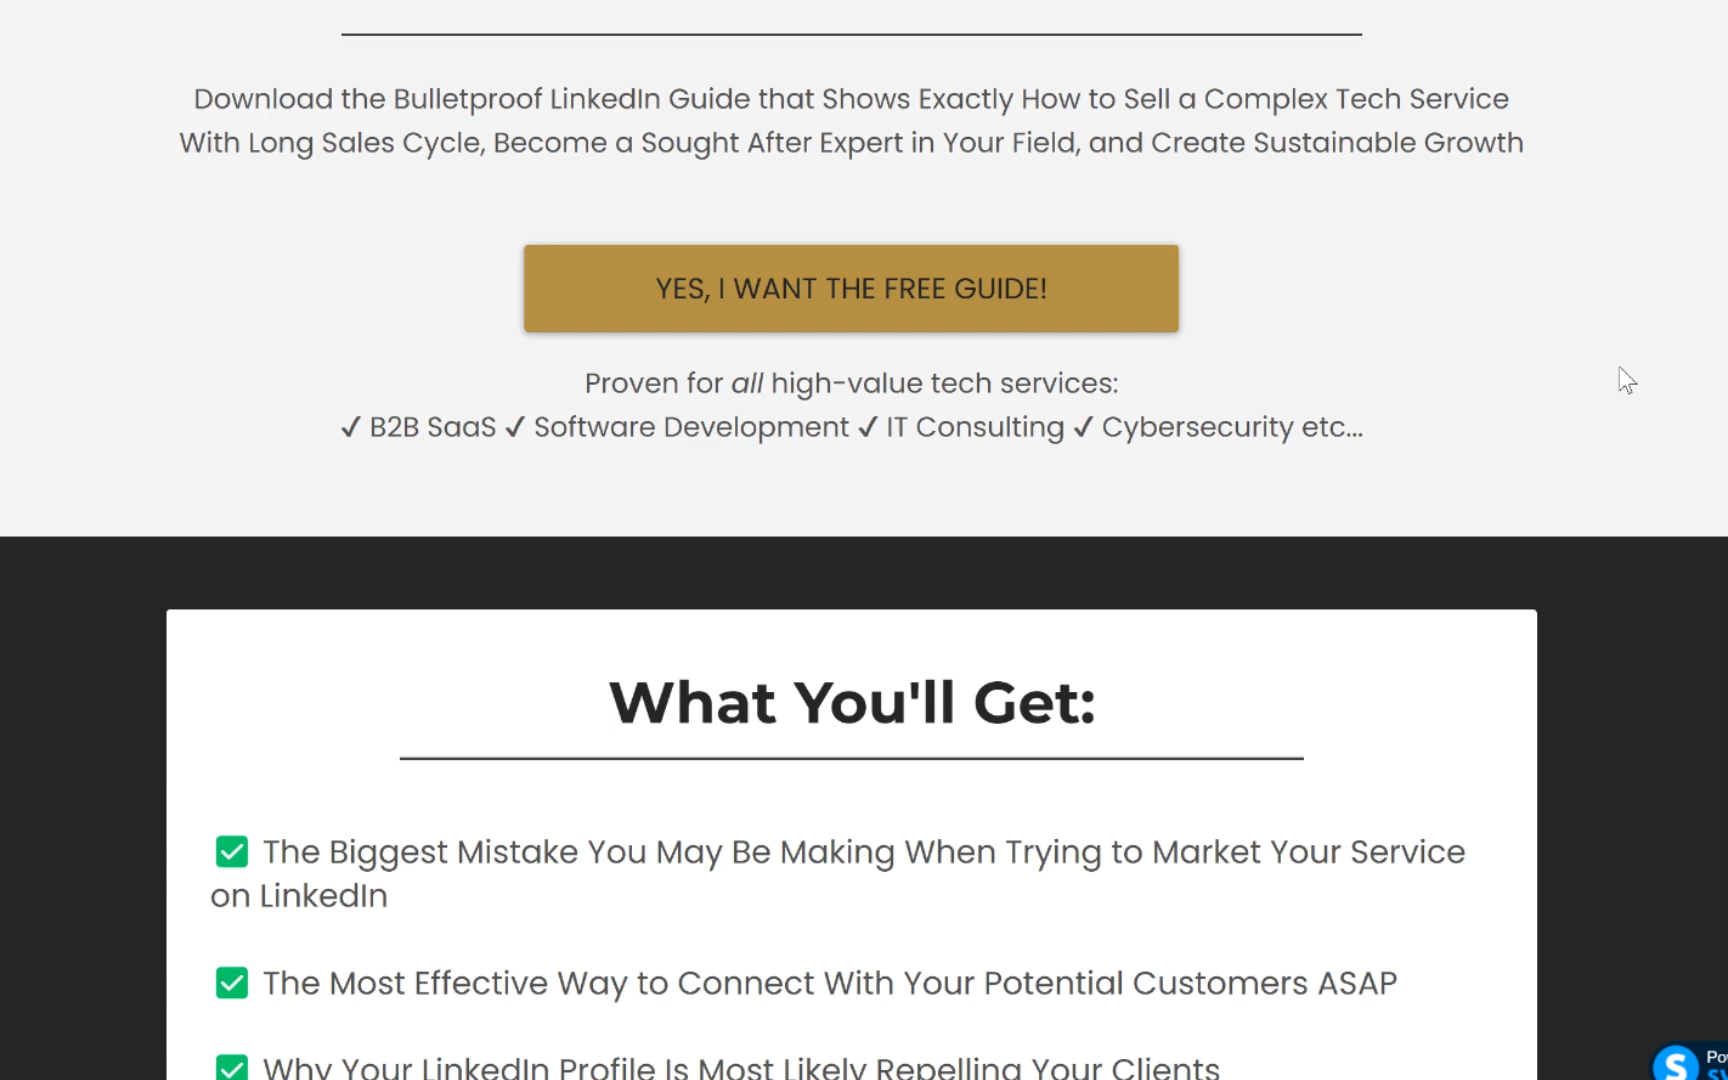 Download the Bulletproof LinkedIn Guide that Shows Exactly How to Sell a Complex Tech Service
With Long Sales Cycle, Become a Sought After Expert in Your Field, and Create Sustainable Growth
YES, I WANT THE FREE GUIDE!
Proven for all high-value tech services:
✓ B2B SaaS ✓ Software Development ✓ IT Consulting ✓ Cybersecurity etc...
What You'll Get:
✅ The Biggest Mistake You May Be Making When Trying to Market Your Service
on LinkedIn
✅ The Most Effective Way to Connect With Your Potential Customers ASAP
✅ Why Your LinkedIn Profile Is Most Likely Repelling Your Clients
S